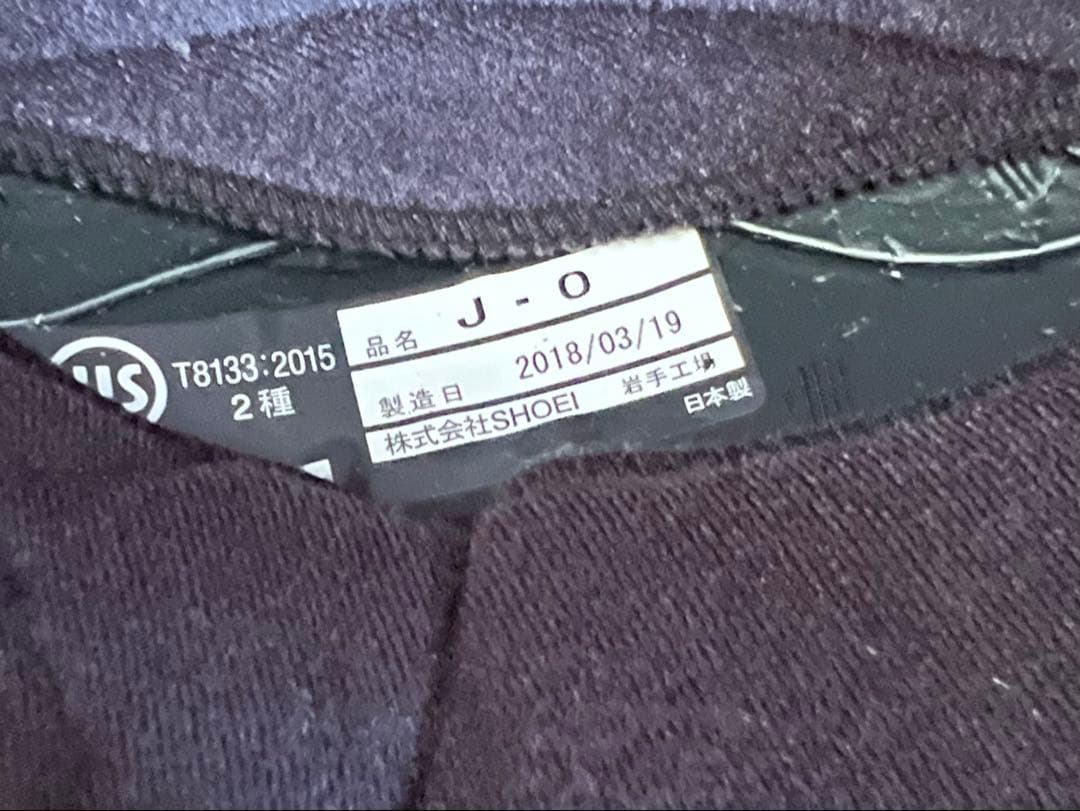 T8133:2015
2種
品名 J-O
製造日 2018/03/19
株式会社SHOEI 岩手工場
日本製